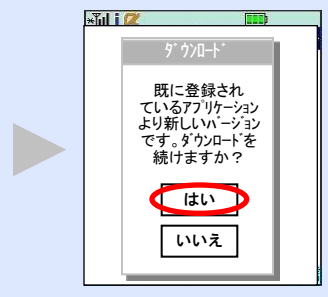 i
ﾀﾞｳﾝﾛｰﾄﾞ
既に登録され
ているｱﾌﾟﾘｹｰｼｮﾝ
より新しいﾊﾞｰｼﾞｮﾝ
です。ﾀﾞｳﾝﾛｰﾄﾞを
続けますか？
はい
いいえ